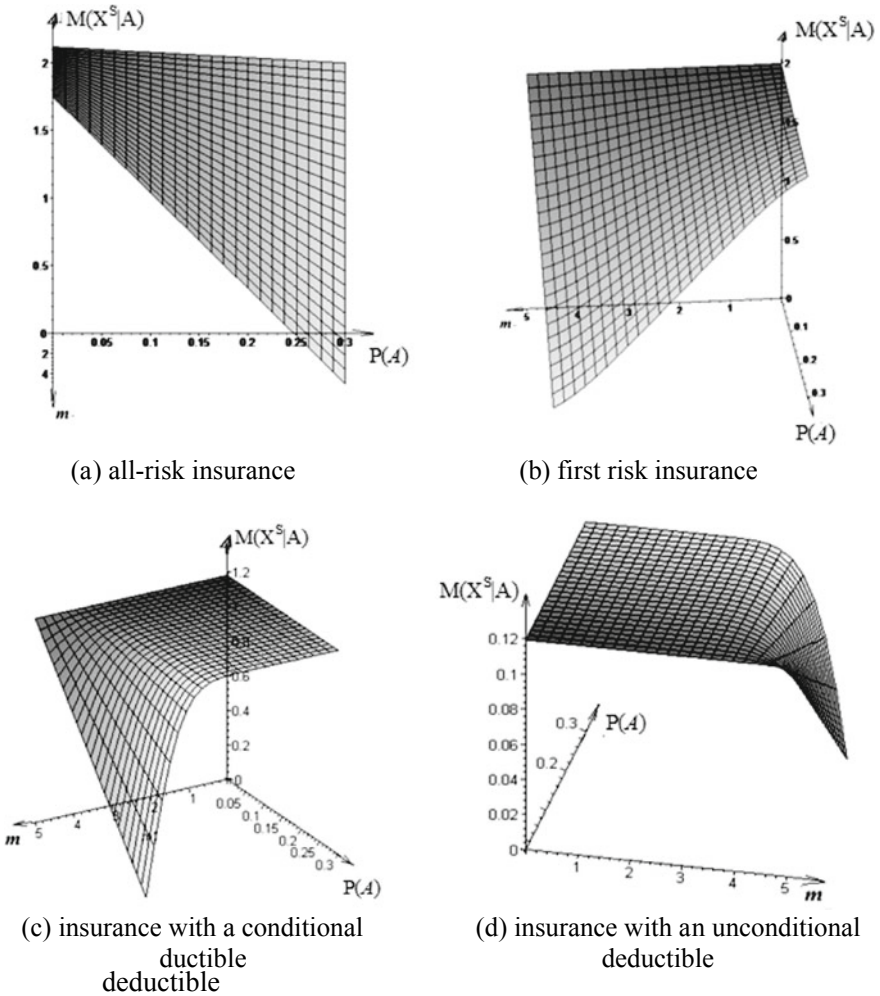 M(X^S|A)
2
1.5
1
0.5
0
0.05
0.1
0.15
0.2
0.25
0.3
P(A)
2
4
m
M(X^S|A)
2
1
0.5
0
m
5
4
3
2
1
0.1
0.2
0.3
P(A)
(a) all-risk insurance
(b) first risk insurance
M(X^S|A)
1.2
0.8
0.6
0.4
0.2
0
m
5
4
2
1
0.05
0.1
0.15
0.2
0.25
0.3
P(A)
M(X^S|A)
0.12
0.1
0.08
0.06
0.04
0.02
0
0.3
0.2
P(A)
1
2
3
4
5
m
(c) insurance with a conditional
ductible
deductible
(d) insurance with an unconditional
deductible